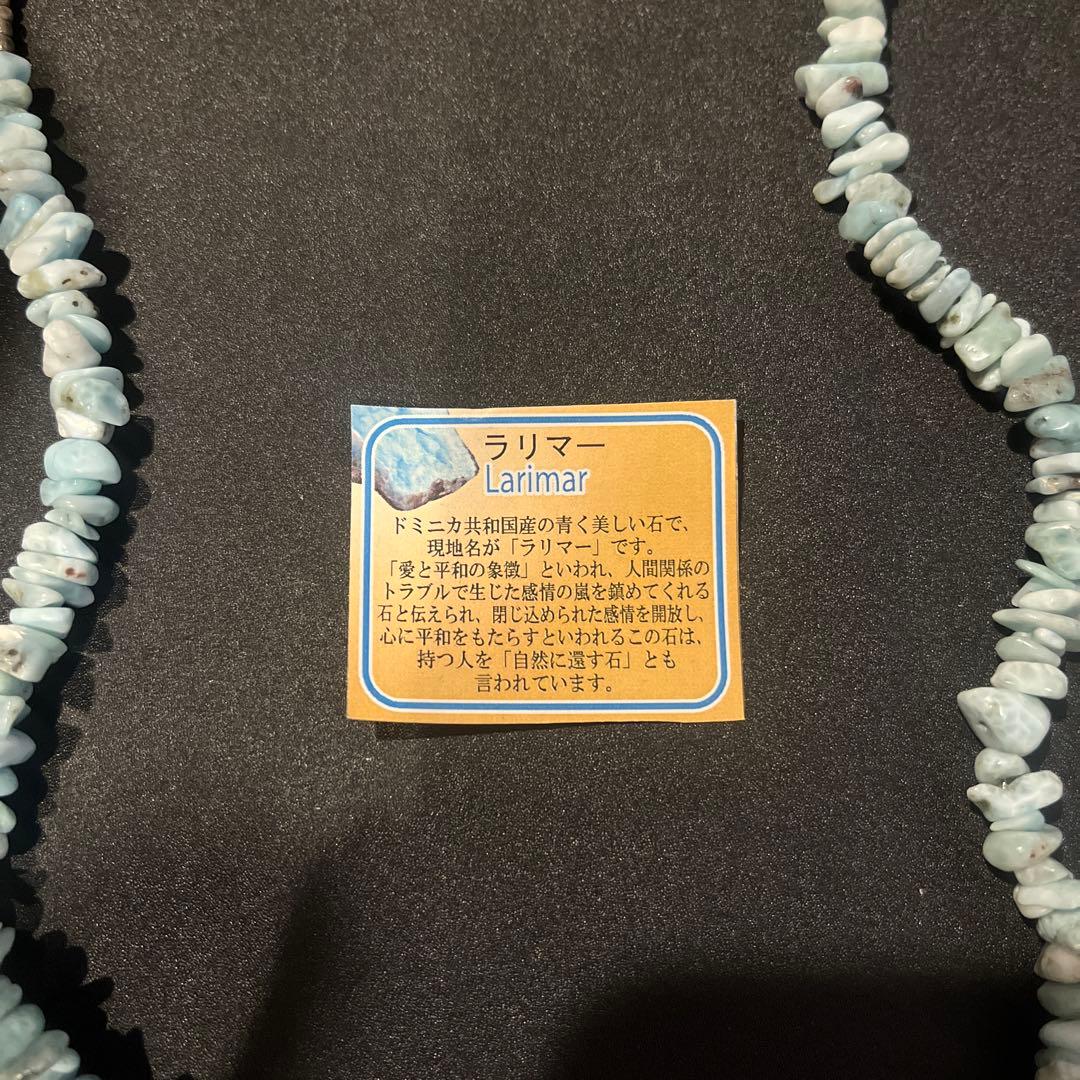 ラリマー
Larimar
ドミニカ共和国産の青く美しい石で、
現地名が「ラリマー」です。
「愛と平和の象徴」といわれ、人間関係の
トラブルで生じた感情の嵐を鎮めてくれる
石と伝えられ、閉じ込められた感情を開放し、
心に平和をもたらすといわれるこの石は、
持つ人を「自然に還す石」とも
言われています。